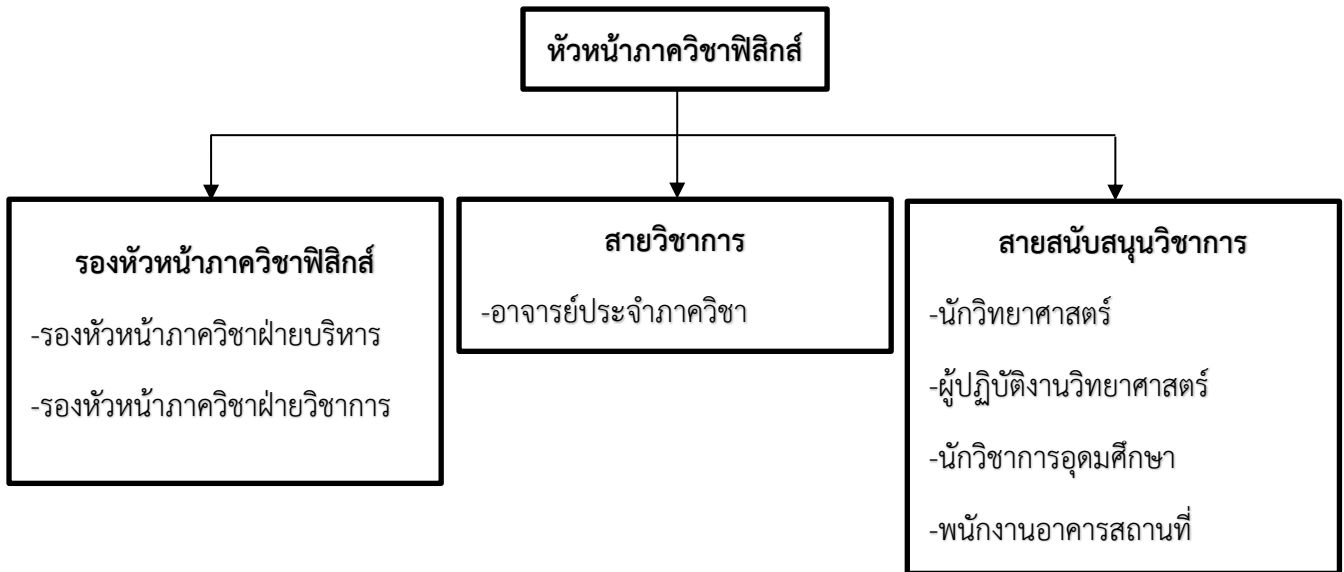 หัวหน้าภาควิชาฟิสิกส์
รองหัวหน้าภาควิชาฟิสิกส์
-รองหัวหน้าภาควิชาฝ่ายบริหาร
-รองหัวหน้าภาควิชาฝ่ายวิชาการ
สายวิชาการ
-อาจารย์ประจำภาควิชา
สายสนับสนุนวิชาการ
-นักวิทยาศาสตร์
-ผู้ปฏิบัติงานวิทยาศาสตร์
-นักวิชาการอุดมศึกษา
-พนักงานอาคารสถานที่